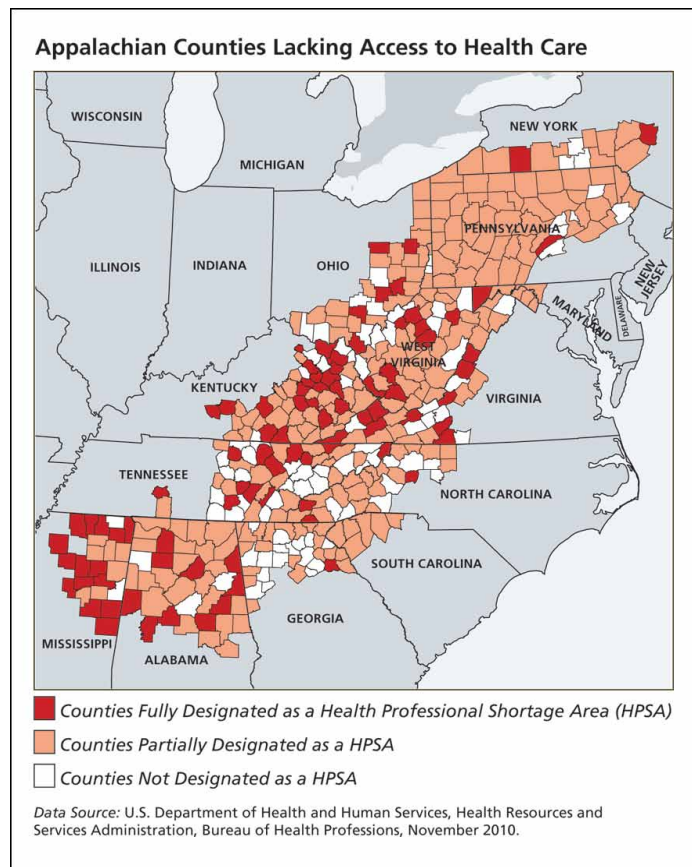 Appalachian Counties Lacking Access to Health Care
WISCONSIN
NEW YORK
MICHIGAN
PENNSYLVANIA
ILLINOIS
INDIANA
OHIO
NEW
JERSEY
MARYLAND
DELAWARE
WEST
VIRGINIA
KENTUCKY
VIRGINIA
TENNESSEE
NORTH CAROLINA
SOUTH CAROLINA
GEORGIA
MISSISSIPPI
ALABAMA
Counties Fully Designated as a Health Professional Shortage Area (HPSA)
Counties Partially Designated as a HPSA
Counties Not Designated as a HPSA
Data Source: U.S. Department of Health and Human Services, Health Resources and
Services Administration, Bureau of Health Professions, November 2010.